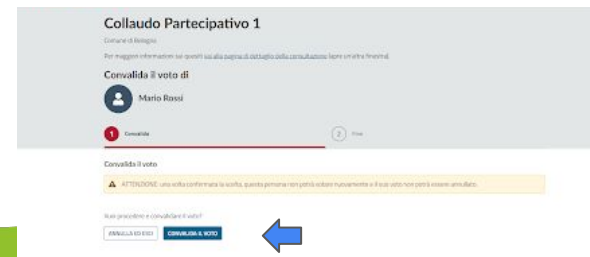 Collaudo Partecipativo 1
Comune di Bologna
Per maggiori informazioni sui quesiti vai alla pagina di dettaglio della consultazione (apre un'altra finestra)
Convalida il voto di
Mario Rossi
1 Convalida
2 Fine
Convalida il voto
ATTENZIONE: una volta confermata la scelta, questa persona non potrà votare nuovamente e il suo voto non potrà essere annullato.
Vuoi procedere e convalidare il voto?
ANNULLA ED ESCI CONVALIDA IL VOTO